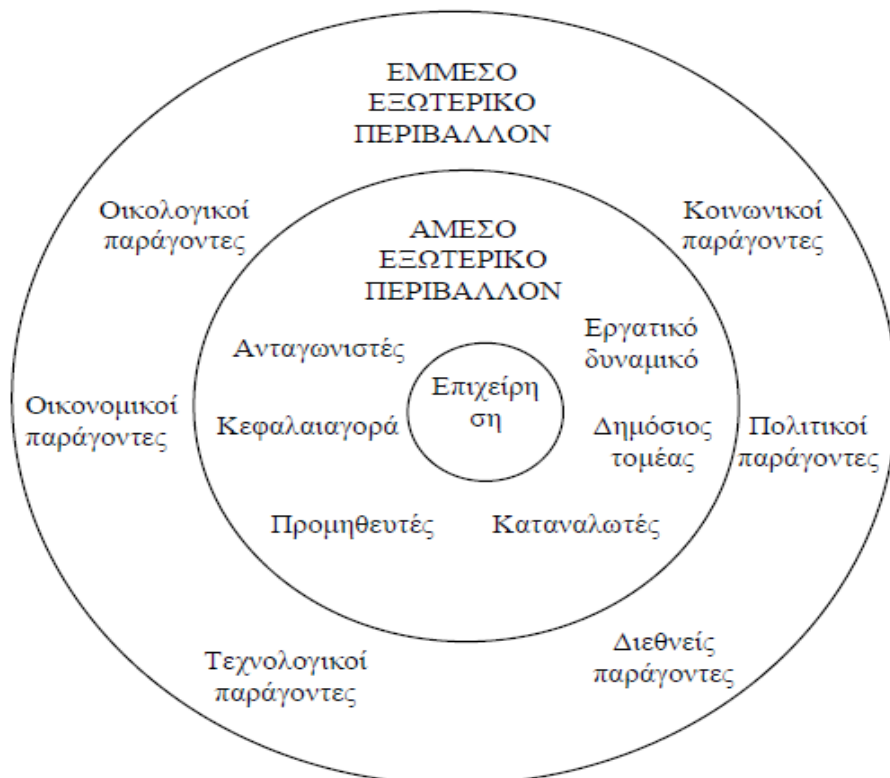 ΕΜΜΕΣΟ
ΕΞΩΤΕΡΙΚΟ
ΠΕΡΙΒΑΛΛΟΝ
Οικολογικοί
παράγοντες
Κοινωνικοί
παράγοντες
ΑΜΕΣΟ
ΕΞΩΤΕΡΙΚΟ
ΠΕΡΙΒΑΛΛΟΝ
Ανταγωνιστές
Εργατικό
δυναμικό
Επιχείρη
ση
Οικονομικοί
παράγοντες
Κεφαλαιαγορά
Δημόσιος
τομέας
Πολιτικοί
παράγοντες
Προμηθευτές
Καταναλωτές
Τεχνολογικοί
παράγοντες
Διεθνείς
παράγοντες